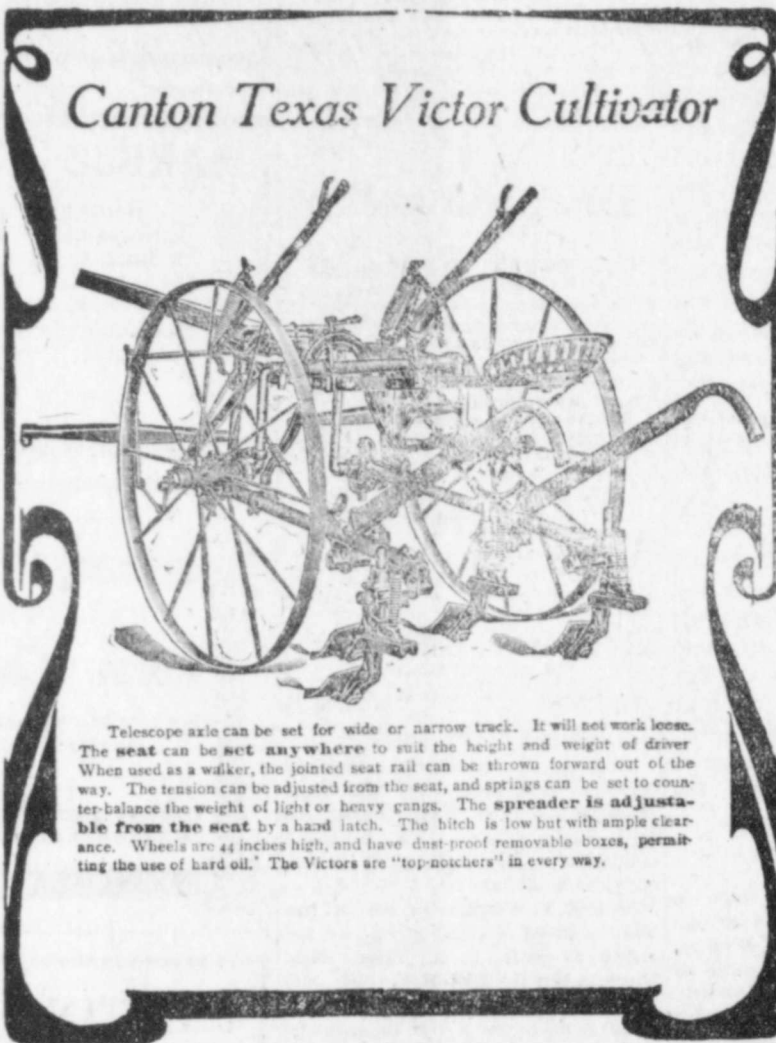 Canton Texas Victor Cultivator
Telescope axle can be set for wide or narrow track. It will not work loose.
The seat can be set anywhere to suit the height and weight of driver
When used as a walker, the jointed seat rail can be thrown forward out of the
way. The tension can be adjusted from the seat, and springs can be set to coun-
ter-balance the weight of light or heavy gangs. The spreader is adjusta-
ble from the seat by a hand latch. The hitch is low but with ample clear-
ance. Wheels are 44 inches high, and have dust-proof removable boxes, permit-
ting the use of hard oil. The Victors are "top-notchers" in every way.